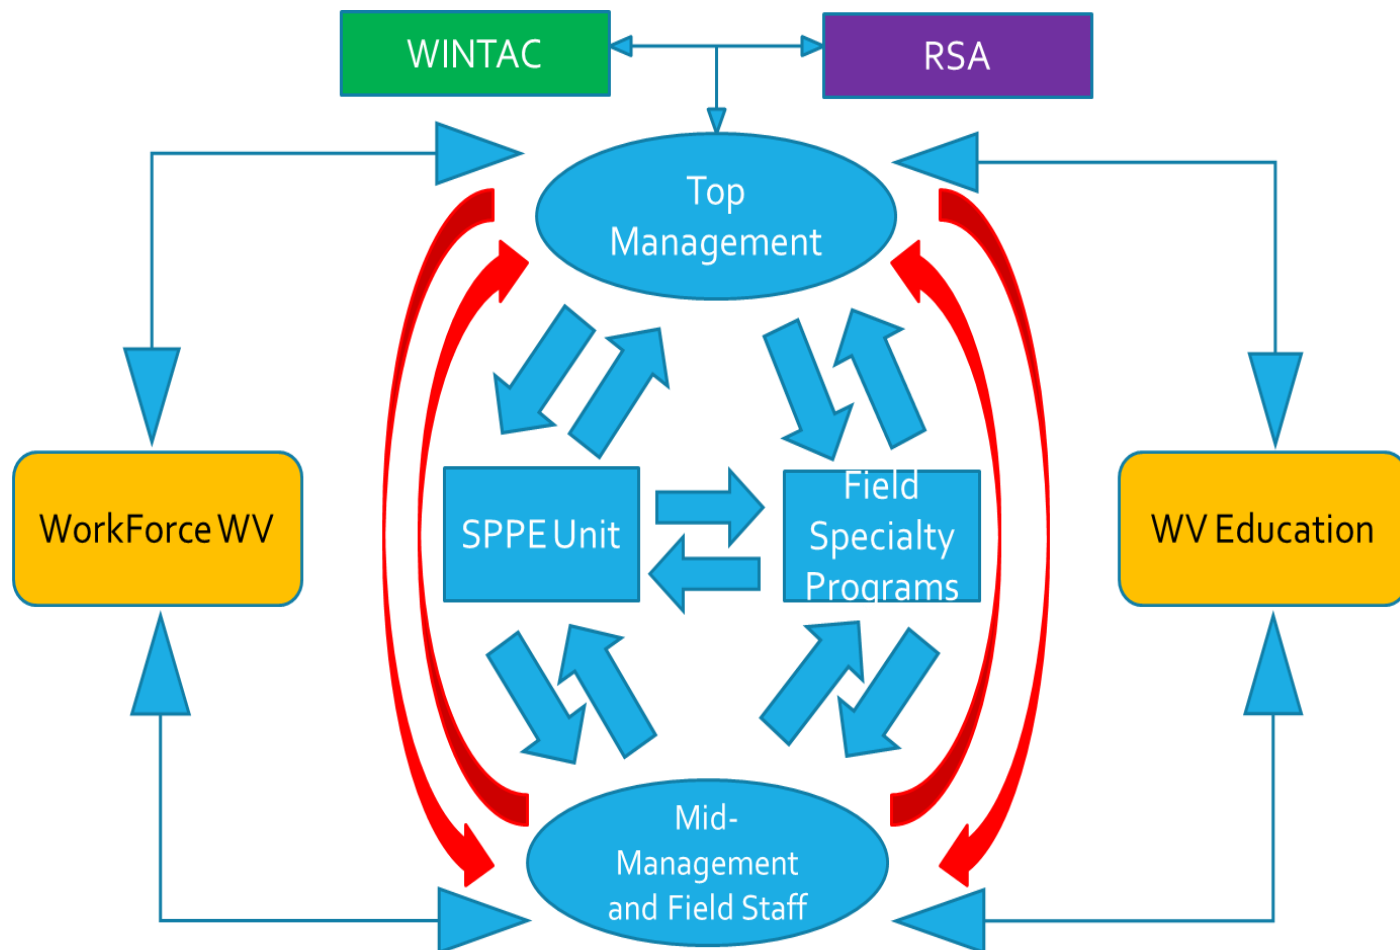 WINTAC
RSA
Top
Management
WorkForce WV
SPPE Unit
Field
Specialty
Programs
WV Education
Mid-
Management
and Field Staff